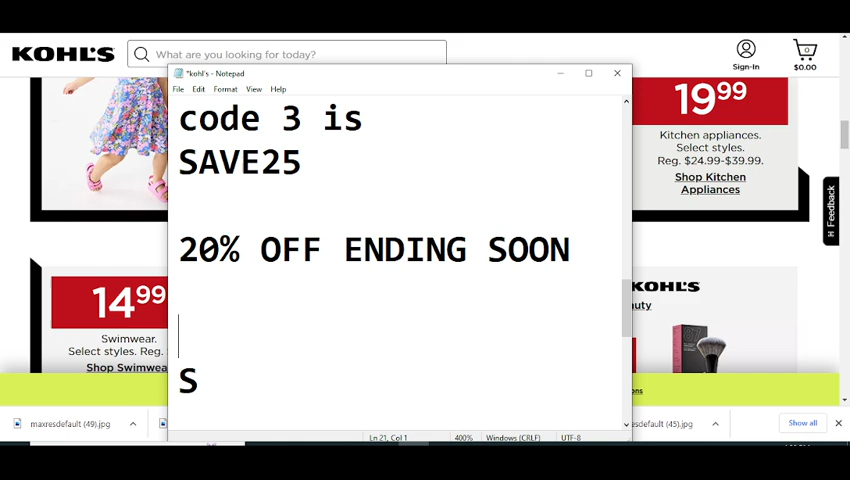 KOHL'S
What are you looking for today?
Sign-In
0
$0.00
*kohl's - Notepad
File Edit Format View Help
code 3 is
SAVE25
20% OFF ENDING SOON
S
Ln 21, Col 1 400% Windows (CRLF) UTF-8
19.99
Kitchen appliances.
Select styles.
Reg. $24.99-$39.99.
Shop Kitchen
Appliances
Feedback
14.99
Swimwear.
Select styles. Reg.
Shop Swimwea
KOHL'S
auty
ons
maxresdefault (49).jpg
esdefault (45).jpg
Show all